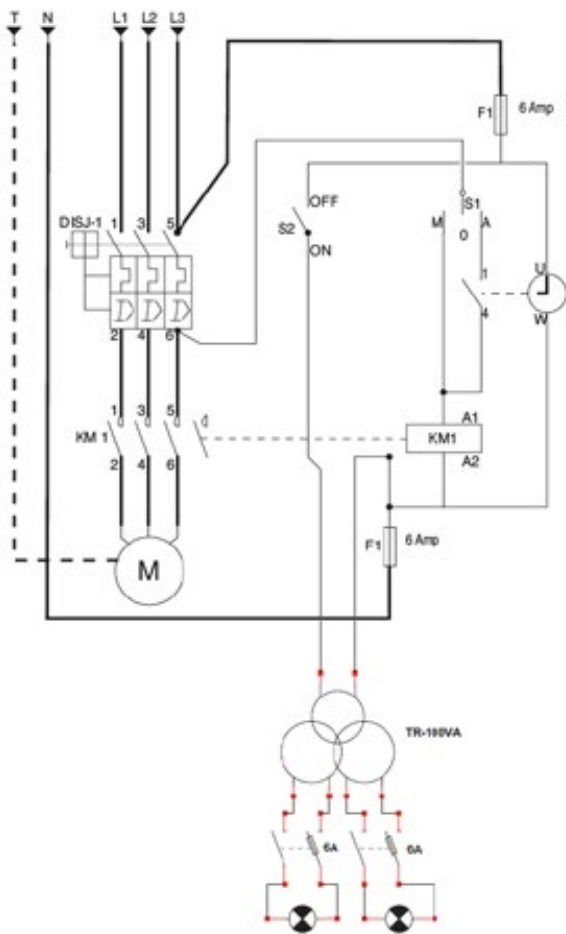 T N L1 L2 L3
F1 6 Amp
OFF
S1
DISJ-1 1 3 5
S2
M 0 A
ON
1
U
4
W
2 4 6
1 3 5
A1
KM 1
KM1
A2
2 4 6
F1 6 Amp
M
TR-100VA
6A 6A